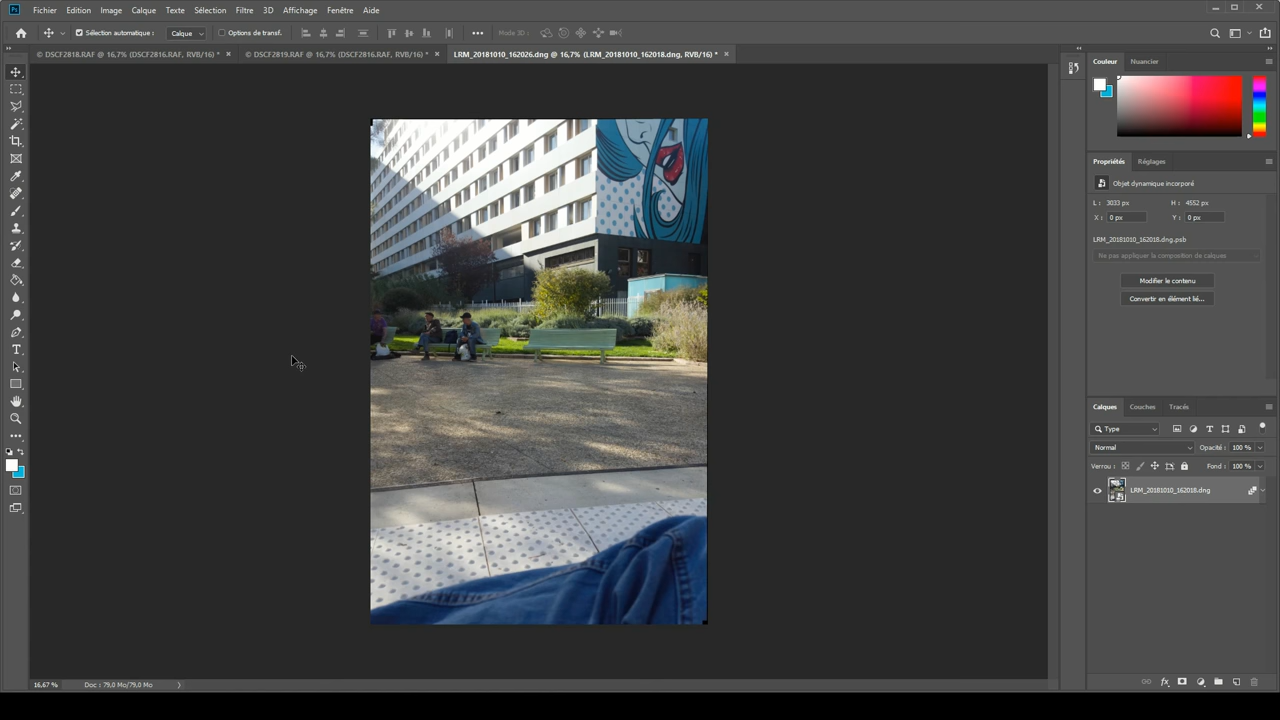 Ps Fichier Edition Image Calque Texte Sélection Filtre 3D Affichage Fenêtre Aide
Sélection automatique : Calque Options de transf. Mode 3D :
DSCF2818.RAF @ 16,7% (DSCF2816.RAF, RVB/16) * DSCF2819.RAF @ 16,7% (DSCF2816.RAF, RVB/16) * LRM_20181010_162026.dng @ 16,7% (LRM_20181010_162018.dng, RVB/16) *
Couleur Nuancier
Propriétés Réglages
Objet dynamique incorporé
L : 3033 px H : 4552 px
X : 0 px Y : 0 px
LRM_20181010_162018.dng.psb
Ne pas appliquer la composition de calques
Modifier le contenu
Convertir en élément lié...
Calques Couches Tracés
Type
Normal Opacité : 100 %
Verrou : Fond : 100 %
LRM_20181010_162018.dng
16,67 % Doc : 79,0 Mo/79,0 Mo